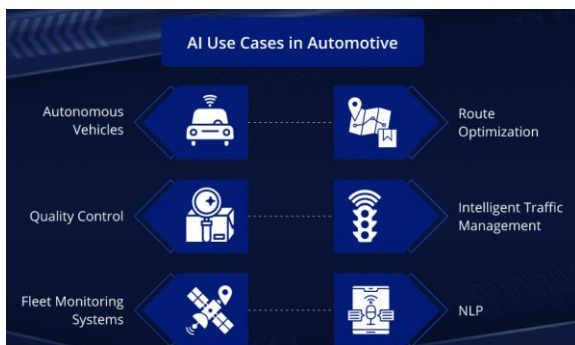 AI Use Cases in Automotive
Autonomous
Vehicles
Route
Optimization
Quality Control
Intelligent Traffic
Management
Fleet Monitoring
Systems
NLP